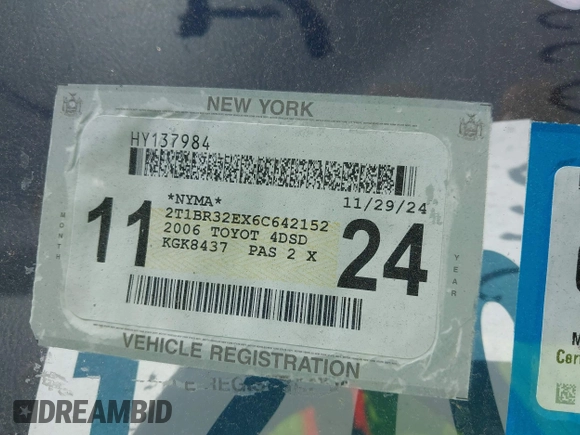 NEW YORK
HY137984
*NYMA* 11/29/24
2T1BR32EX6C642152
2006 TOYOT 4DSD
KGK8437 PAS 2 X
MONTH
11
24
YEAR
VEHICLE REGISTRATION
Cer
DREAMBID